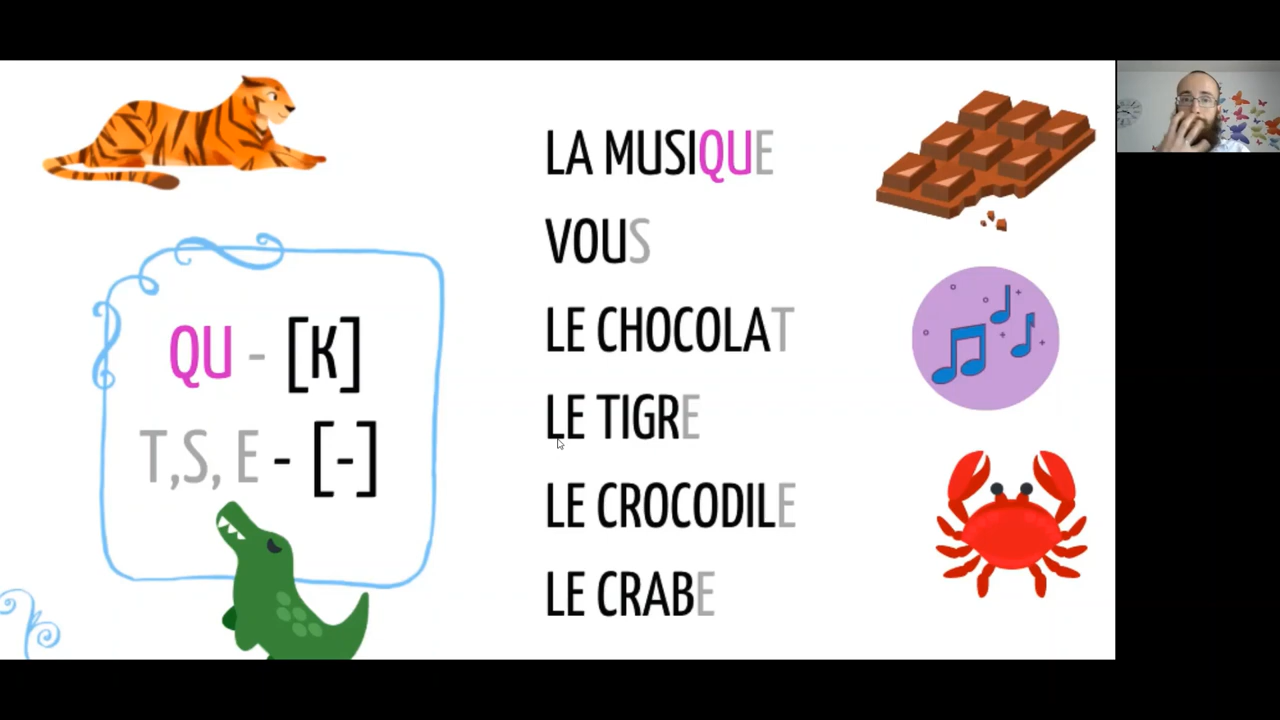 QU - [K]
T,S, E - [-]
LA MUSIQUE
VOUS
LE CHOCOLAT
LE TIGRE
LE CROCODILE
LE CRABE